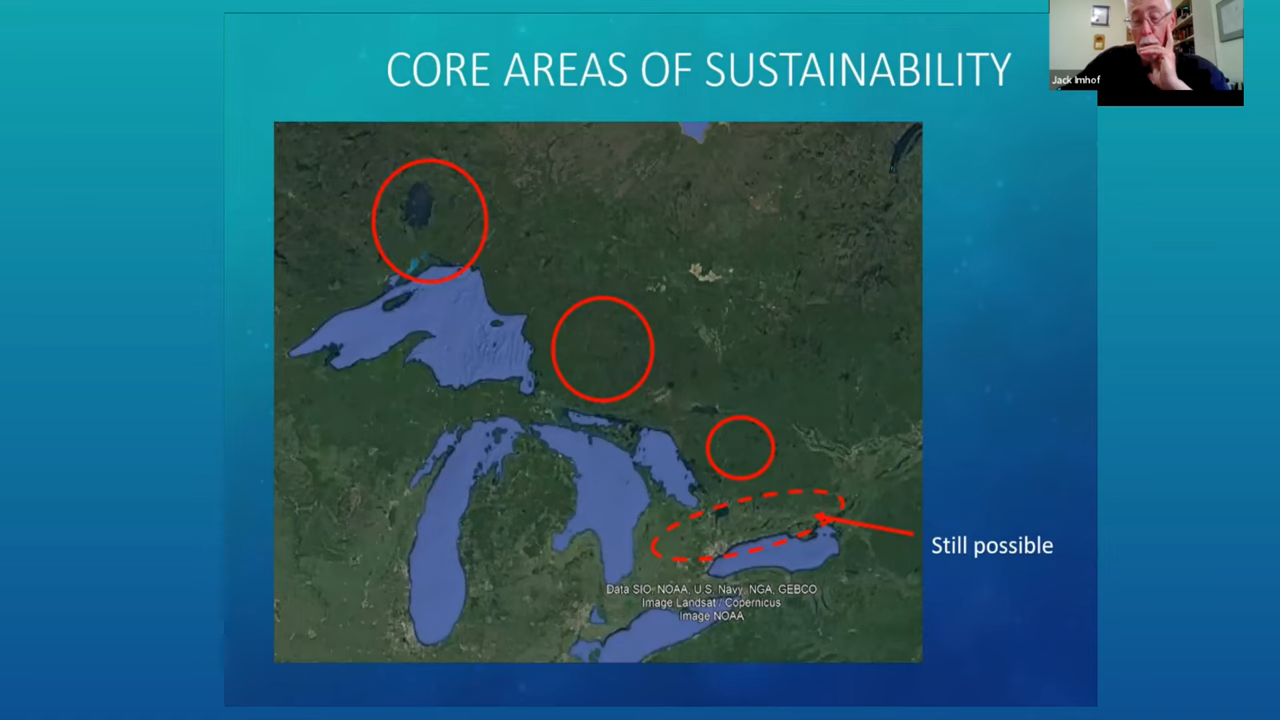 CORE AREAS OF SUSTAINABILITY
Jack Imhof
Still possible
Data SIO, NOAA, U.S. Navy, NGA, GEBCO
Image Landsat / Copernicus
Image NOAA